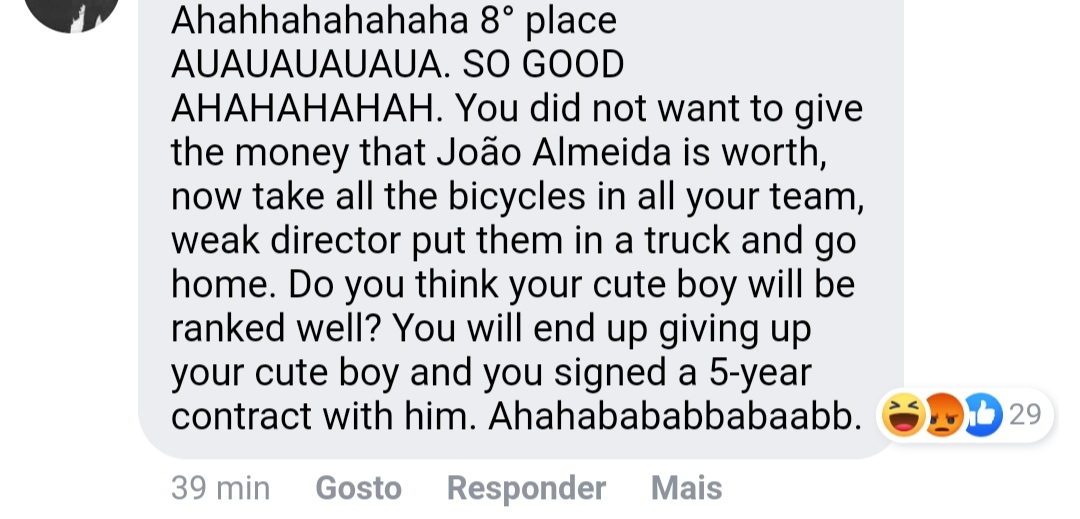 Ahahhahahahaha 8° place
AUAUAUAUAUA. SO GOOD
AHAHAHAHAH. You did not want to give
the money that João Almeida is worth,
now take all the bicycles in all your team,
weak director put them in a truck and go
home. Do you think your cute boy will be
ranked well? You will end up giving up
your cute boy and you signed a 5-year
contract with him. Ahahabababbabaabb.
29
39 min Gosto Responder Mais